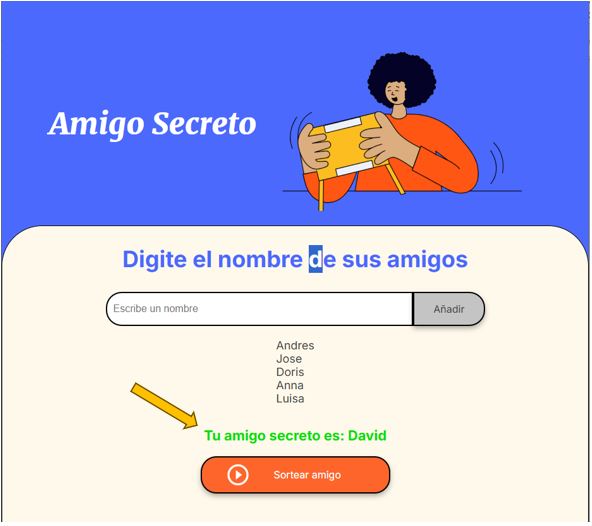 Amigo Secreto
Digite el nombre de sus amigos
Escribe un nombre
Añadir
Andres
Jose
Doris
Anna
Luisa
Tu amigo secreto es: David
Sortear amigo